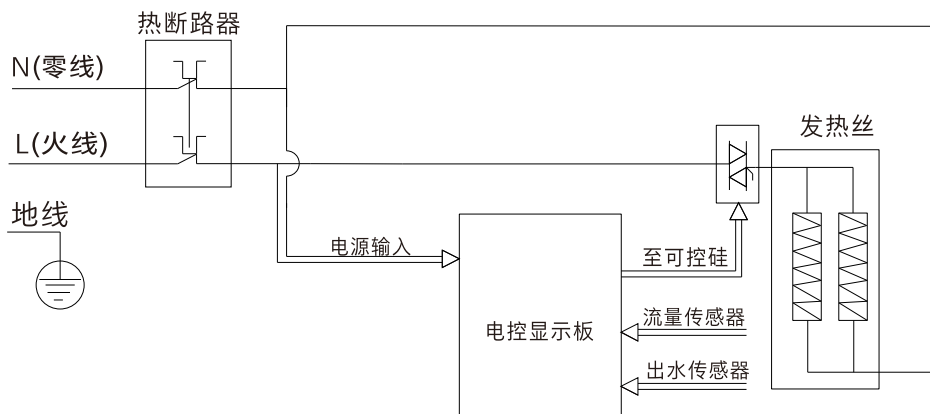 热断路器
N(零线)
L(火线)
发热丝
地线
电源输入
至可控硅
电控显示板
流量传感器
出水传感器